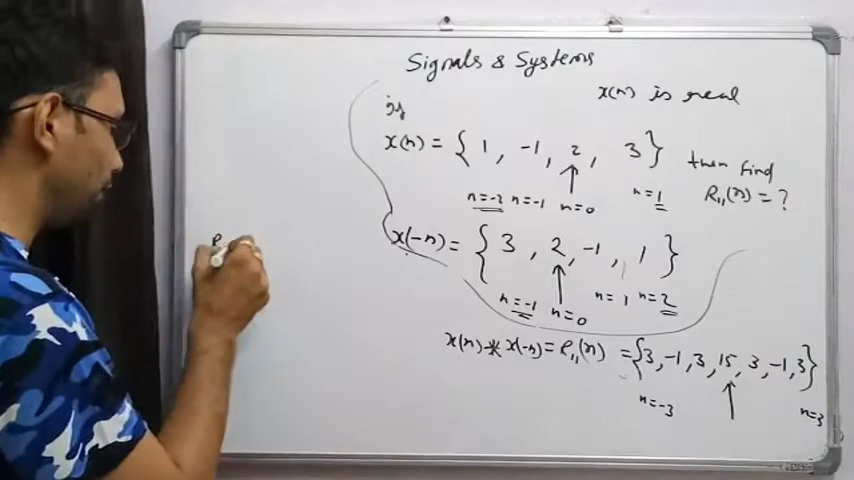 Signals & Systems
x(n) is real
if
x(n) = { 1, -1, 2, 3} then find
n=-2 n=-1 n=0 n=1 R₁₁(n) = ?
x(-n) = { 3, 2, -1, 1 }
n=-1 n=0 n=1 n=2
x(n) * x(-n) = R₁₁(n) = {3, -1, 3, 15, 3, -1, 3}
n=-3 n=3
R